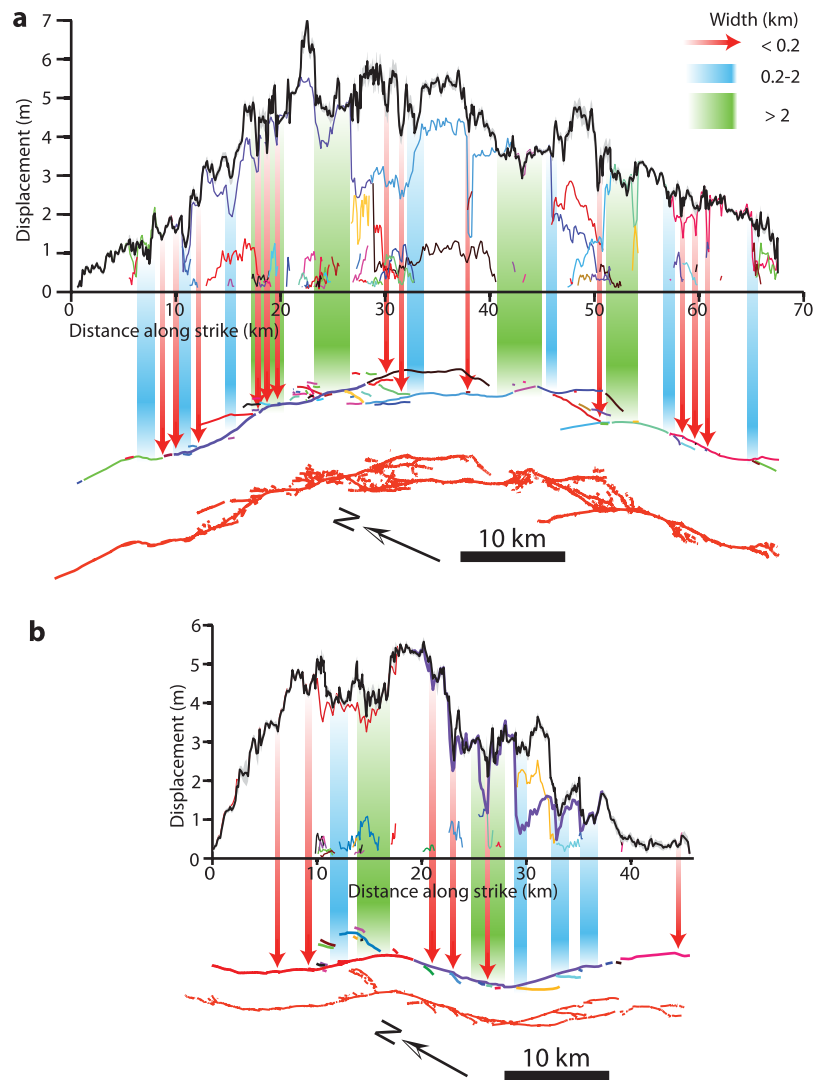 a
Width (km)
< 0.2
0.2-2
> 2
Displacement (m)
7
6
5
4
3
2
1
0
0 10 20 30 40 50 60 70
Distance along strike (km)
N
10 km
b
Displacement (m)
6
5
4
3
2
1
0
0 10 20 30 40
Distance along strike (km)
N
10 km